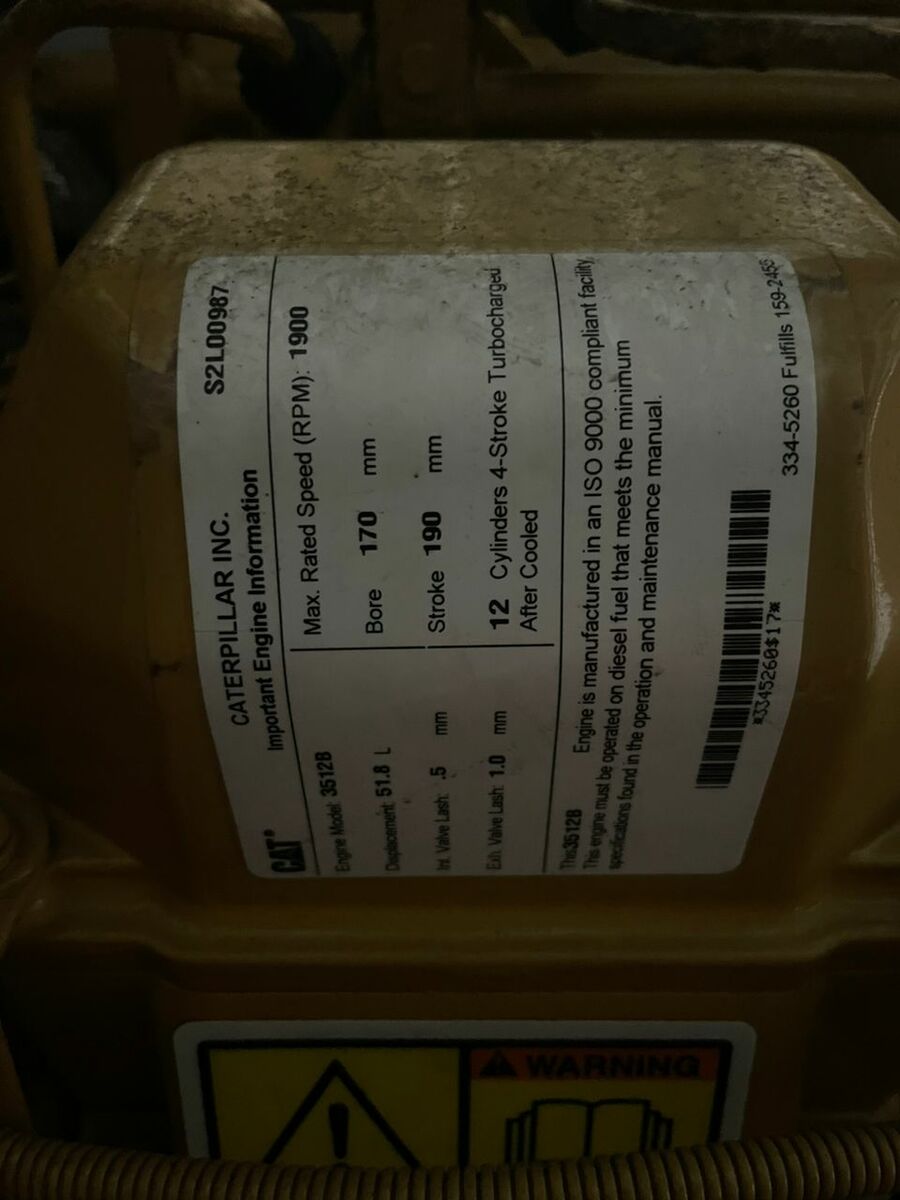 CATERPILLAR INC. S2L00987
CAT® Important Engine Information
Engine Model: 3512B Max. Rated Speed (RPM): 1900
Displacement: 51.8 L Bore 170 mm
Int. Valve Lash: .5 mm Stroke 190 mm
Exh. Valve Lash: 1.0 mm 12 Cylinders 4-Stroke Turbocharged
After Cooled
This 3512B Engine is manufactured in an ISO 9000 compliant facility
This engine must be operated on diesel fuel that meets the minimum
specifications found in the operation and maintenance manual.
*3345260$17*
334-5260 Fulfills
WARNING